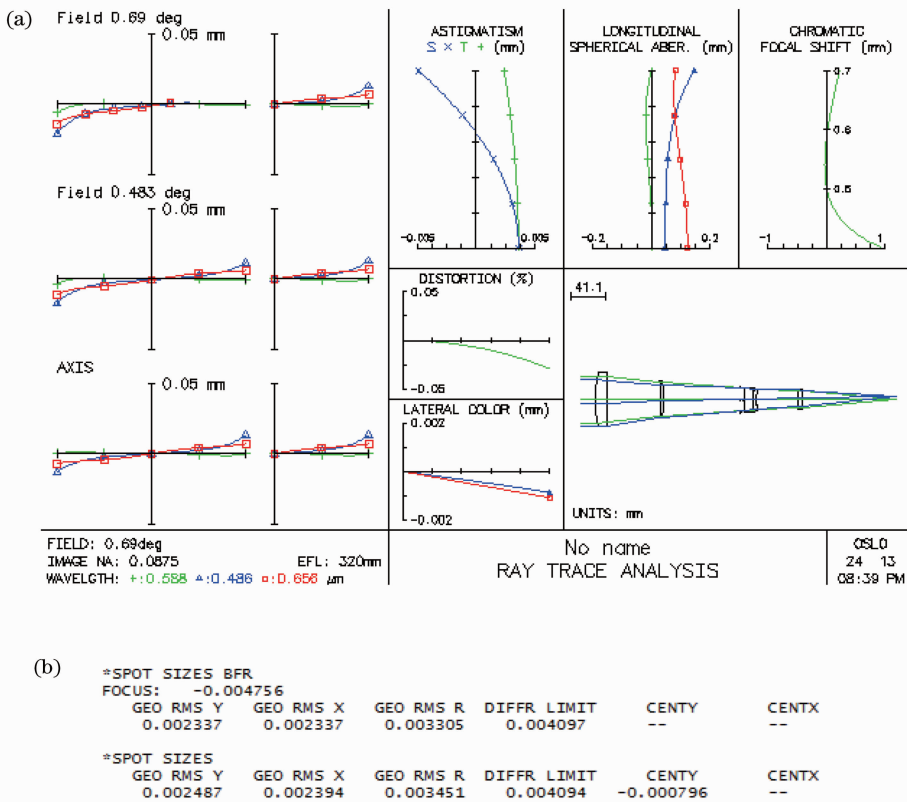 (a)
Field 0.69 deg
0.05 mm
Field 0.483 deg
0.05 mm
AXIS
0.05 mm
ASTIGMATISM
S × T + (mm)
-0.005 0.005
LONGITUDINAL
SPHERICAL ABER. (mm)
-0.2 0.2
CHROMATIC
FOCAL SHIFT (mm)
0.7
0.6
0.5
-1 1
DISTORTION (%)
0.05
-0.05
LATERAL COLOR (mm)
0.002
-0.002
41.1
UNITS: mm
FIELD: 0.69deg
IMAGE NA: 0.0875 EFL: 320mm
WAVELGTH: +:0.588 △:0.486 □:0.656 μm
No name
RAY TRACE ANALYSIS
OSLO
24 13
08:39 PM
(b)
*SPOT SIZES BFR
FOCUS: -0.004756
GEO RMS Y GEO RMS X GEO RMS R DIFFR LIMIT CENTY CENTX
0.002337 0.002337 0.003305 0.004097 -- --
*SPOT SIZES
GEO RMS Y GEO RMS X GEO RMS R DIFFR LIMIT CENTY CENTX
0.002487 0.002394 0.003451 0.004094 -0.000796 --